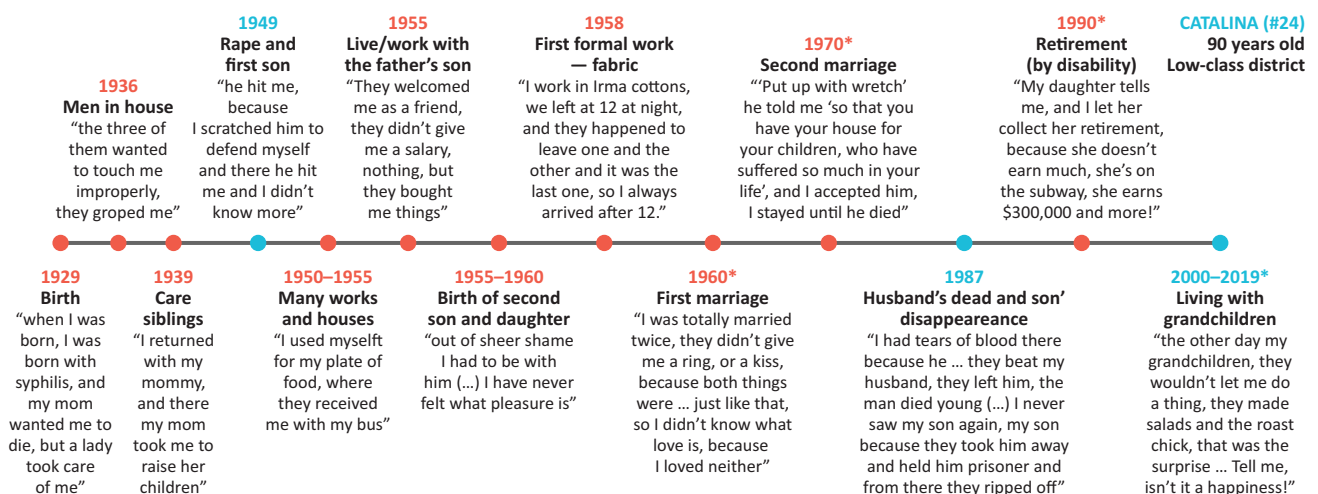 1936
Men in house
“the three of
them wanted
to touch me
improperly,
they groped me”
1949
Rape and
first son
“he hit me,
because
I scratched him to
defend myself
and there he hit
me and I didn’t
know more”
1955
Live/work with
the father’s son
“They welcomed
me as a friend,
they didn’t give
me a salary,
nothing, but
they bought
me things”
1958
First formal work
— fabric
“I work in Irma cottons,
we left at 12 at night,
and they happened to
leave one and the
other and it was the
last one, so I always
arrived after 12.”
1970*
Second marriage
“‘Put up with wretch’
he told me ‘so that you
have your house for
your children, who have
suffered so much in your
life’, and I accepted him,
I stayed until he died”
1990*
Retirement
(by disability)
“My daughter tells
me, and I let her
collect her retirement,
because she doesn’t
earn much, she’s on
the subway, she earns
$300,000 and more!”
CATALINA (#24)
90 years old
Low-class district
1929
Birth
“when I was
born, I was
born with
syphilis, and
my mom
wanted me to
die, but a lady
took care
of me”
1939
Care
siblings
“I returned
with my
mommy,
and there
my mom
took me to
raise her
children”
1950–1955
Many works
and houses
“I used myselft
for my plate of
food, where
they received
me with my bus”
1955–1960
Birth of second
son and daughter
“out of sheer shame
I had to be with
him (...) I have never
felt what pleasure is”
1960*
First marriage
“I was totally married
twice, they didn’t give
me a ring, or a kiss,
because both things
were ... just like that,
so I didn’t know what
love is, because
I loved neither”
1987
Husband’s dead and son’
disappeareance
“I had tears of blood there
because he ... they beat my
husband, they left him, the
man died young (...) I never
saw my son again, my son
because they took him away
and held him prisoner and
from there they ripped off”
2000–2019*
Living with
grandchildren
“the other day my
grandchildren, they
wouldn’t let me do
a thing, they made
salads and the roast
chick, that was the
surprise ... Tell me,
isn’t it a happiness!”